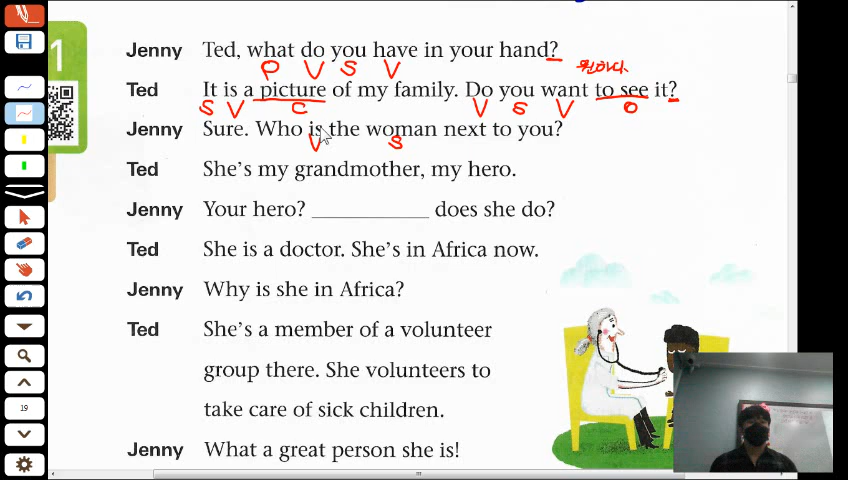 1
Jenny Ted, what do you have in your hand?
O V S V 원하다
Ted It is a picture of my family. Do you want to see it?
S V C V S V O
Jenny Sure. Who is the woman next to you?
V S
Ted She's my grandmother, my hero.
Jenny Your hero? __________ does she do?
Ted She is a doctor. She's in Africa now.
Jenny Why is she in Africa?
Ted She's a member of a volunteer
group there. She volunteers to
take care of sick children.
Jenny What a great person she is!
19